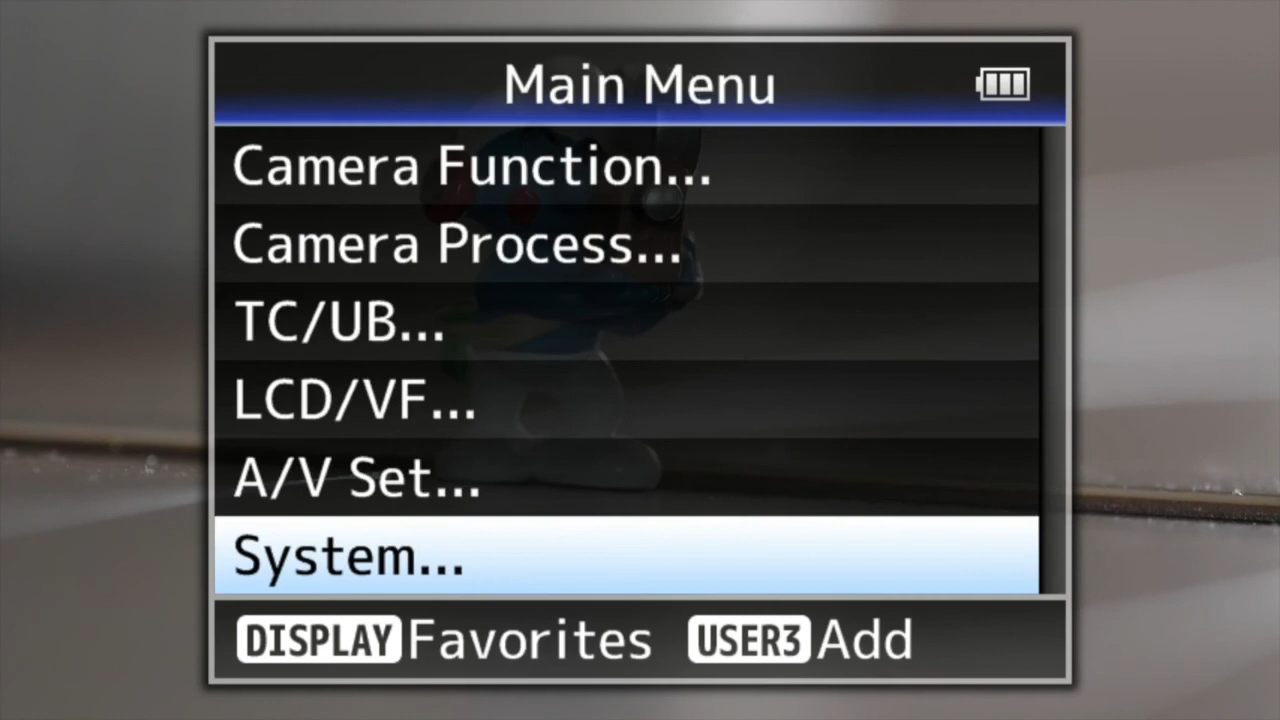 Main Menu
Camera Function...
Camera Process...
TC/UB...
LCD/VF...
A/V Set...
System...
DISPLAY Favorites USER3 Add